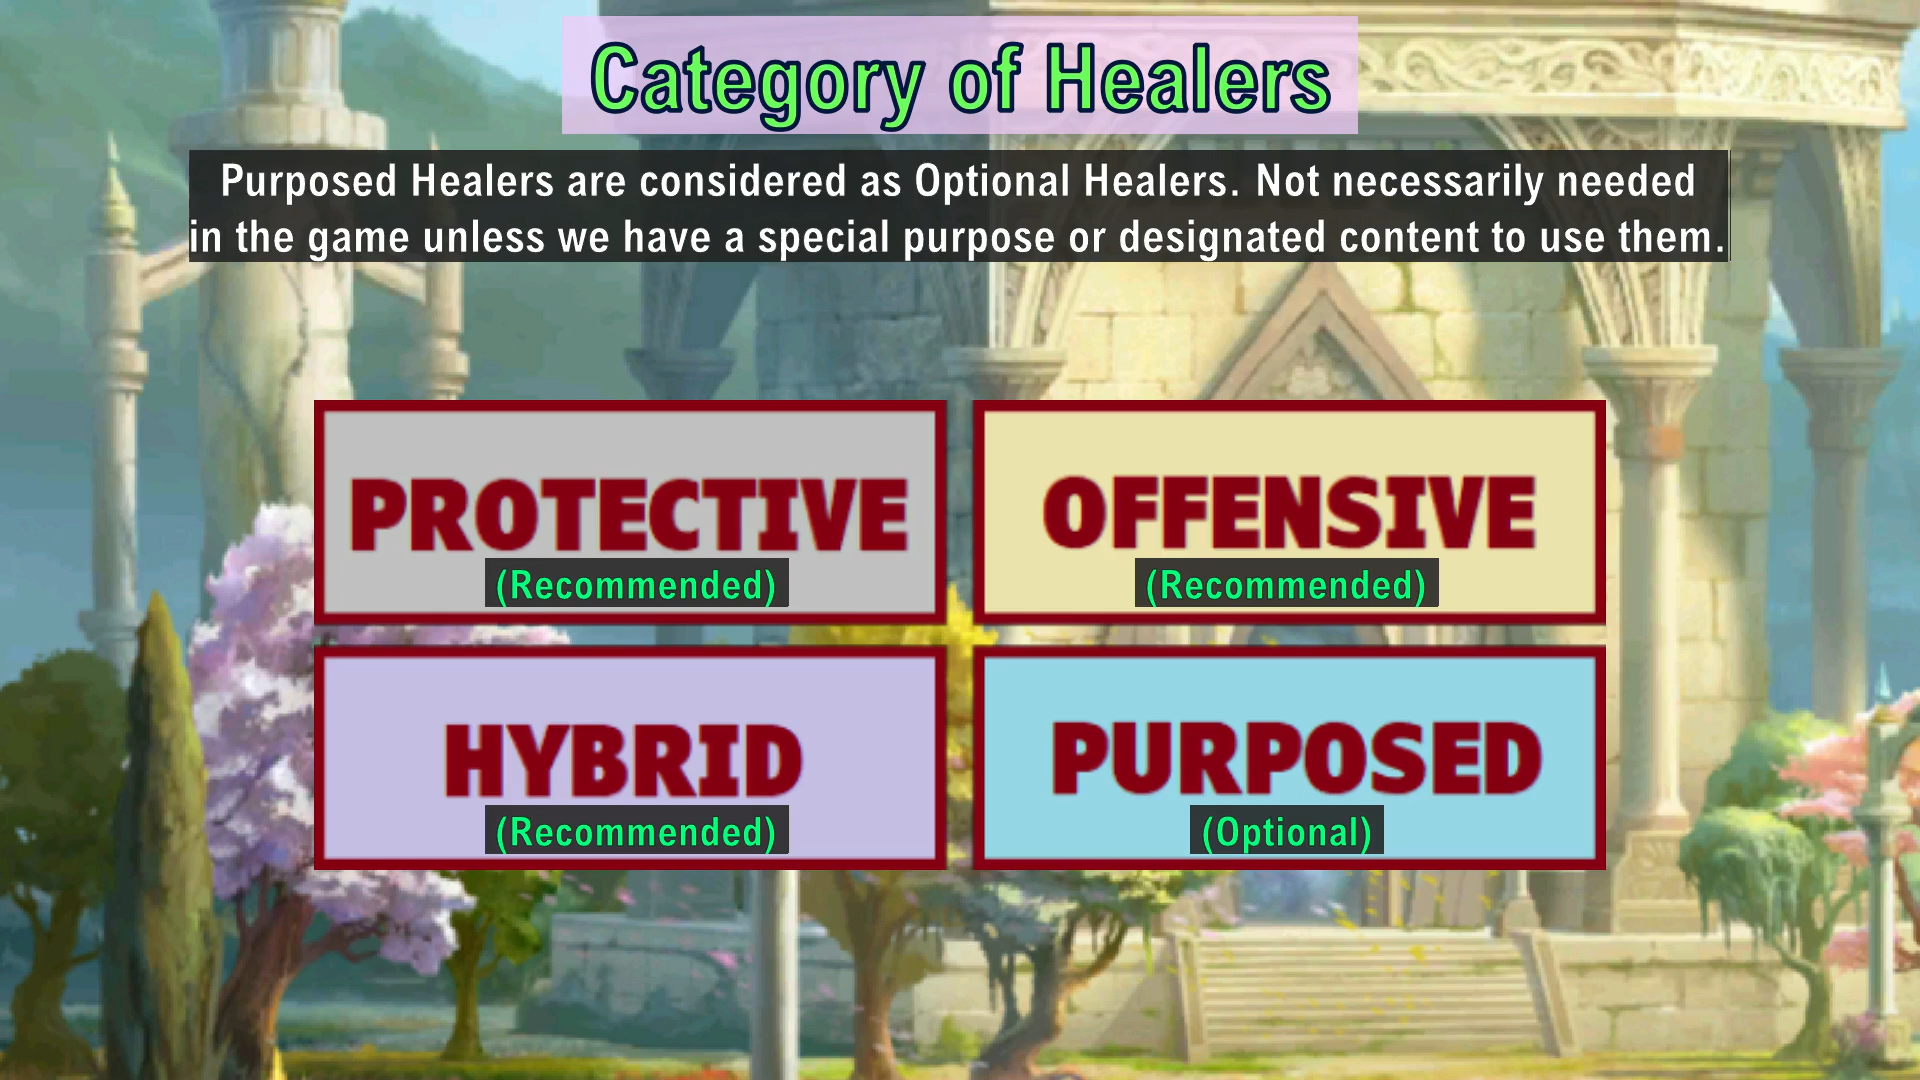 Category of Healers
Purposed Healers are considered as Optional Healers. Not necessarily needed
in the game unless we have a special purpose or designated content to use them.
PROTECTIVE
(Recommended)
OFFENSIVE
(Recommended)
HYBRID
(Recommended)
PURPOSED
(Optional)